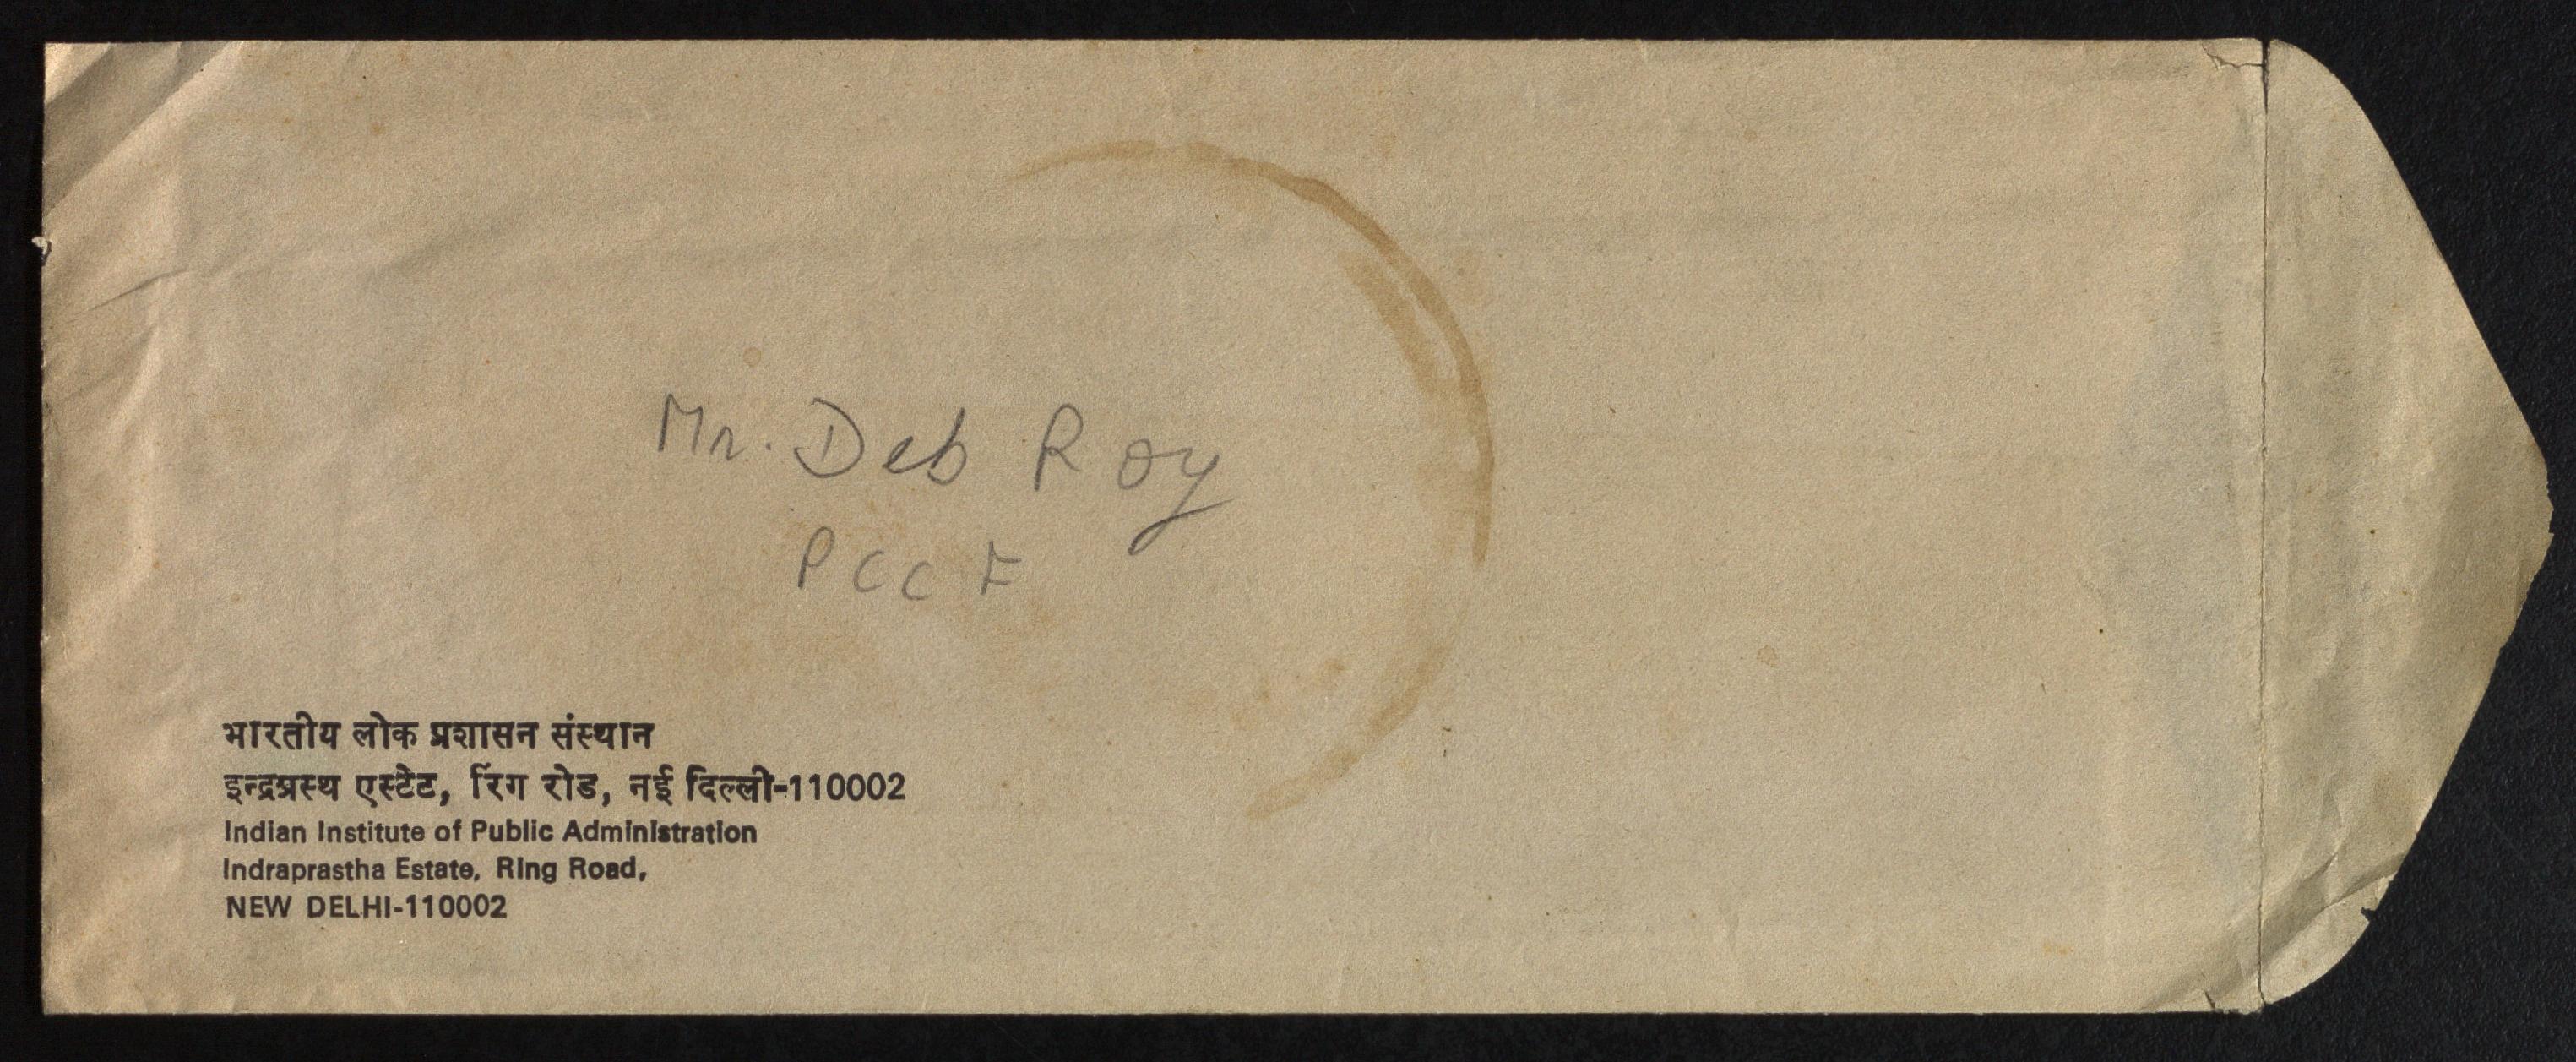 Mr. Deb Roy
PCCF
भारतीय लोक प्रशासन संस्थान
इन्द्रप्रस्थ एस्टेट, रिंग रोड, नई दिल्ली-110002
Indian Institute of Public Administration
Indraprastha Estate, Ring Road,
NEW DELHI-110002